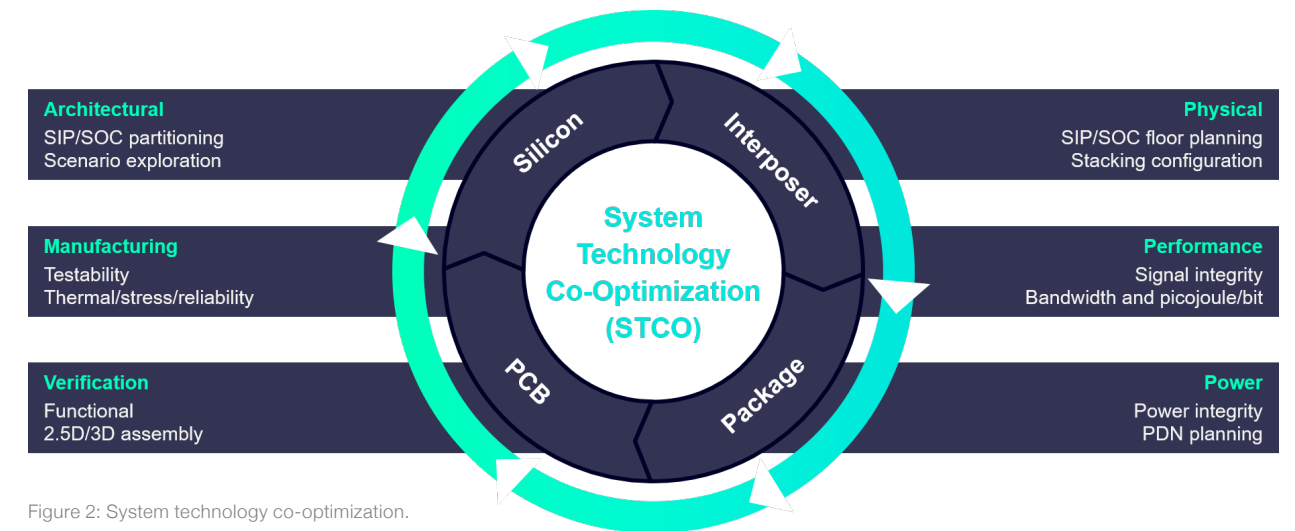 Architectural
SIP/SOC partitioning
Scenario exploration
Manufacturing
Testability
Thermal/stress/reliability
Verification
Functional
2.5D/3D assembly
Silicon
Interposer
Package
PCB
System
Technology
Co-Optimization
(STCO)
Physical
SIP/SOC floor planning
Stacking configuration
Performance
Signal integrity
Bandwidth and picojoule/bit
Power
Power integrity
PDN planning
Figure 2: System technology co-optimization.